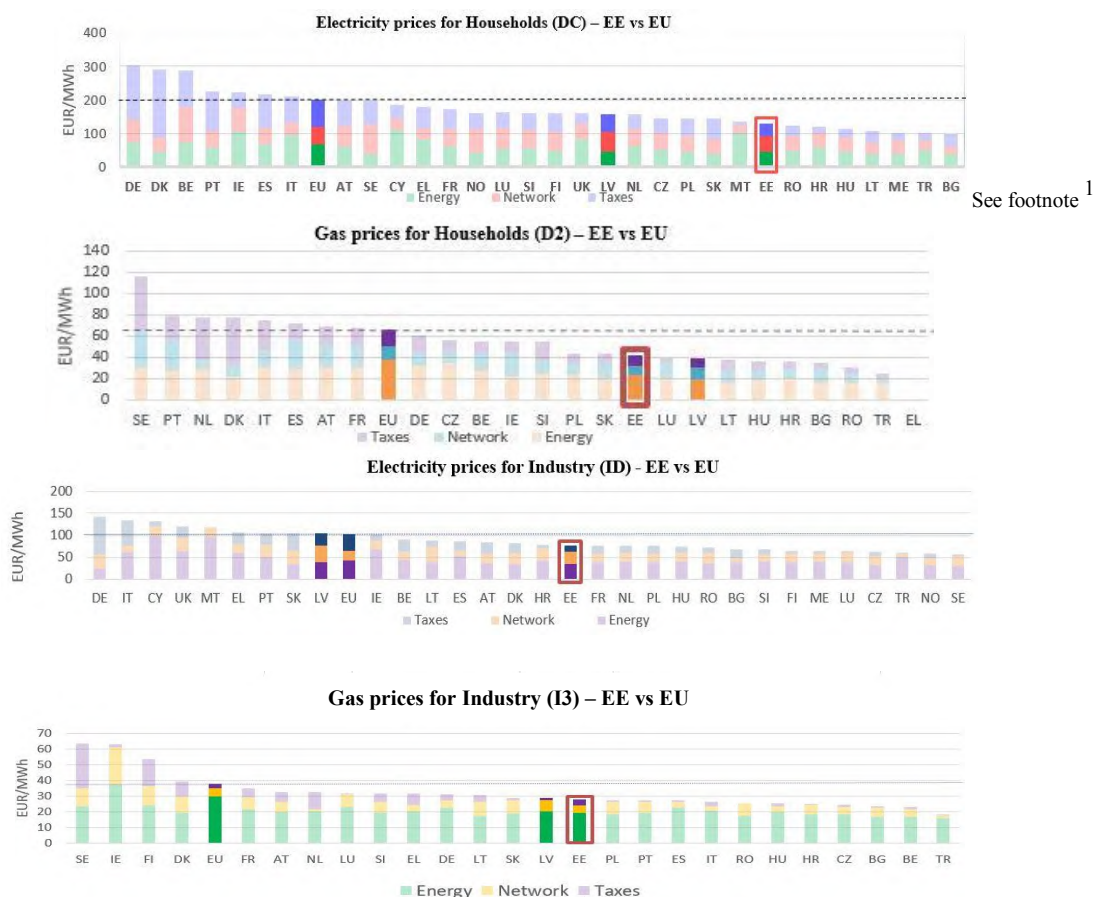 Electricity prices for Households (DC) – EE vs EU
EUR/MWh
400
300
200
100
0
DE DK BE PT IE ES IT EU AT SE CY EL FR NO LU SI FI UK LV NL CZ PL SK MT EE RO HR HU LT ME TR BG
Energy Network Taxes
See footnote 1
Gas prices for Households (D2) – EE vs EU
EUR/MWh
140
120
100
80
60
40
20
0
SE PT NL DK IT ES AT FR EU DE CZ BE IE SI PL SK EE LU LV LT HU HR BG RO TR EL
Taxes Network Energy
Electricity prices for Industry (ID) - EE vs EU
EUR/MWh
200
150
100
50
0
DE IT CY UK MT EL PT SK LV EU IE BE LT ES AT DK HR EE FR NL PL HU RO BG SI FI ME LU CZ TR NO SE
Taxes Network Energy
Gas prices for Industry (I3) – EE vs EU
EUR/MWh
70
60
50
40
30
20
10
0
SE IE FI DK EU FR AT NL LU SI EL DE LT SK LV EE PL PT ES IT RO HU HR CZ BG BE TR
Energy Network Taxes